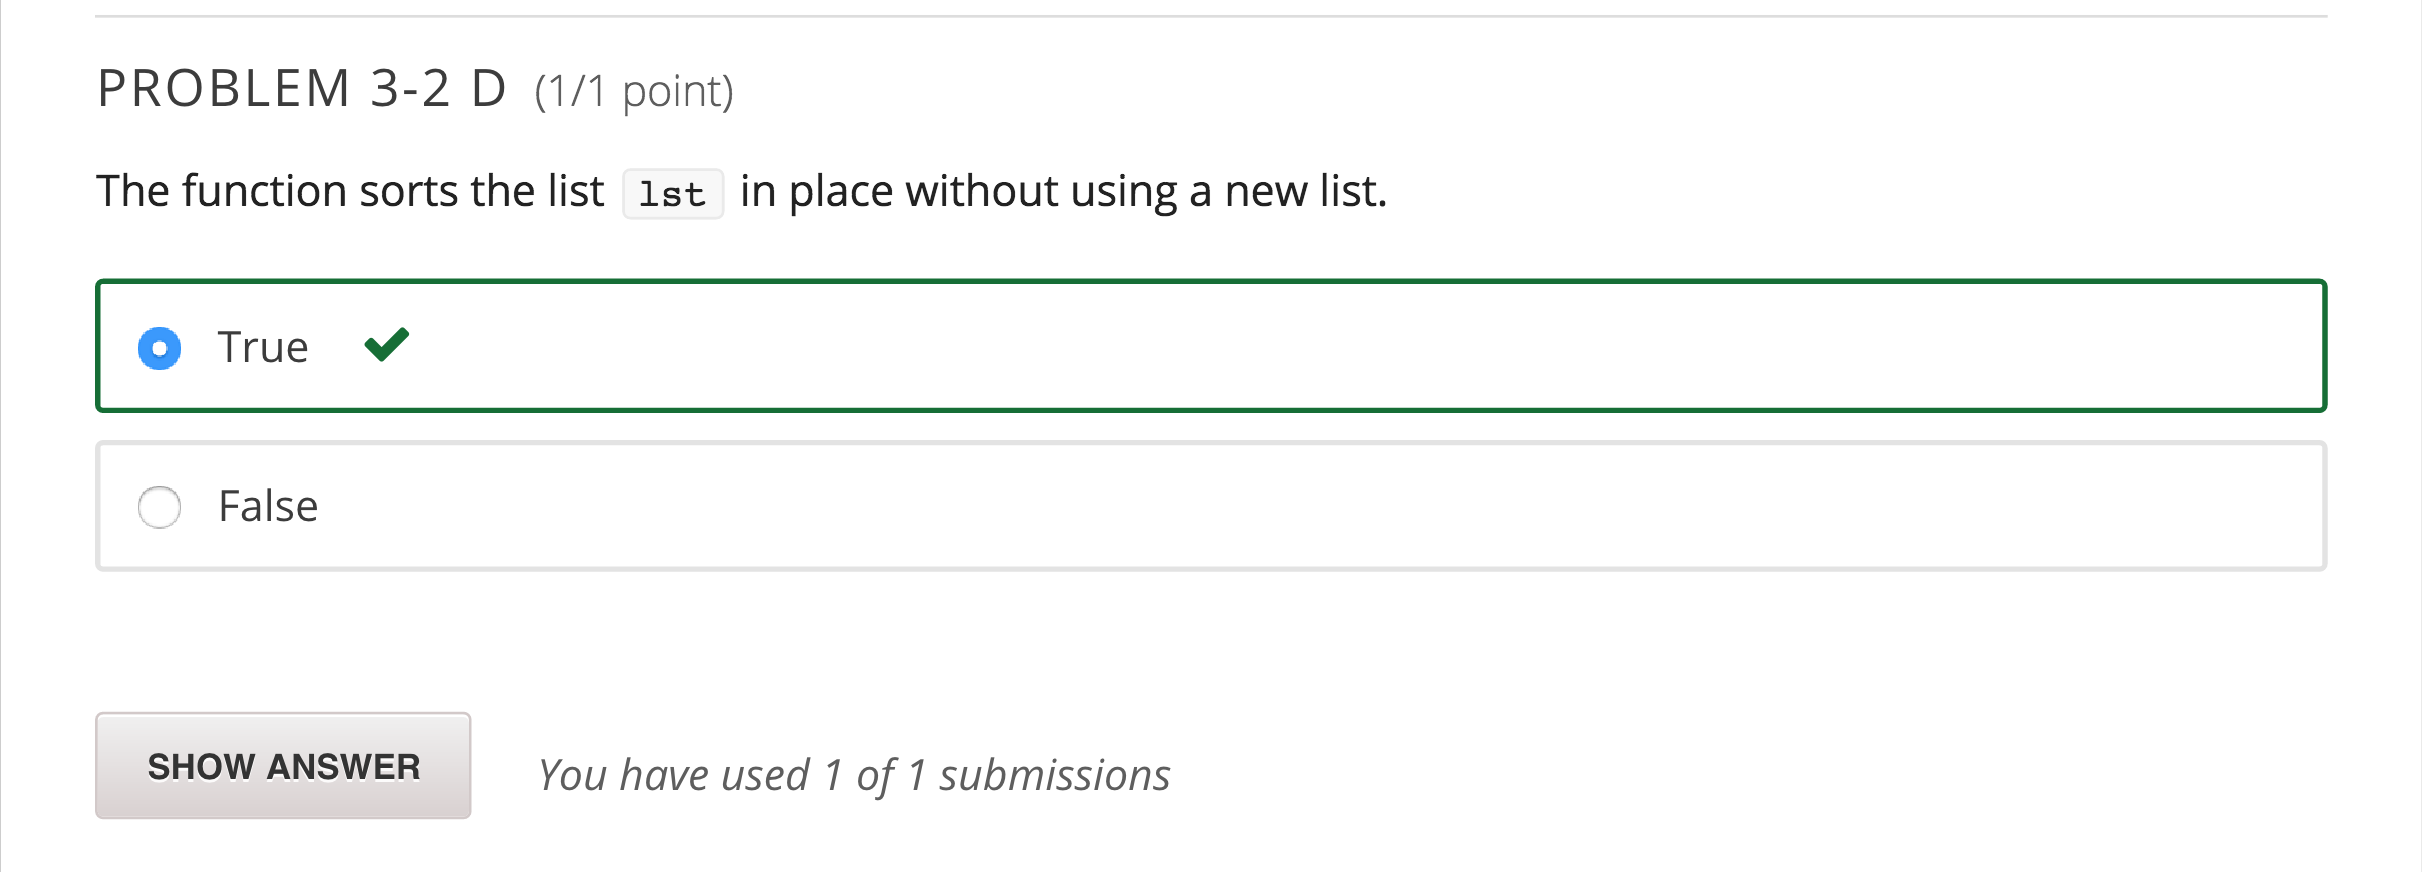 PROBLEM 3-2 D (1/1 point)
The function sorts the list lst in place without using a new list.
True
False
SHOW ANSWER You have used 1 of 1 submissions